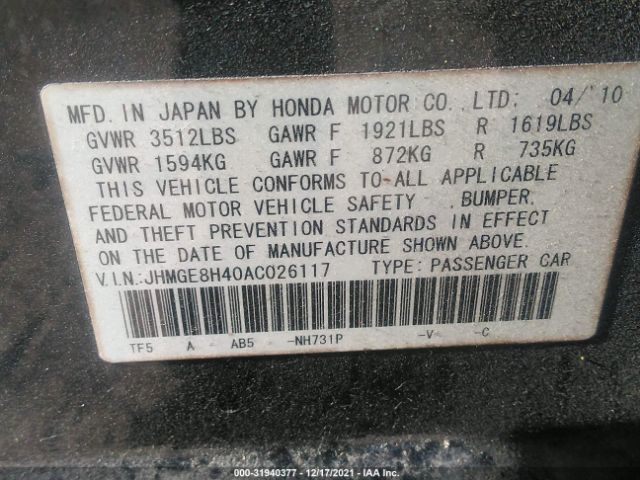 MFD. IN JAPAN BY HONDA MOTOR CO., LTD: 04/'10
GVWR 3512LBS GAWR F 1921LBS R 1619LBS
GVWR 1594KG GAWR F 872KG R 735KG
THIS VEHICLE CONFORMS TO ALL APPLICABLE
FEDERAL MOTOR VEHICLE SAFETY , BUMPER,
AND THEFT PREVENTION STANDARDS IN EFFECT
ON THE DATE OF MANUFACTURE SHOWN ABOVE.
V.I.N.:JHMGE8H40AC026117 TYPE: PASSENGER CAR
TF5 A - AB5 -NH731P -V- -C
000-31940377 - 12/17/2021 - IAA Inc.